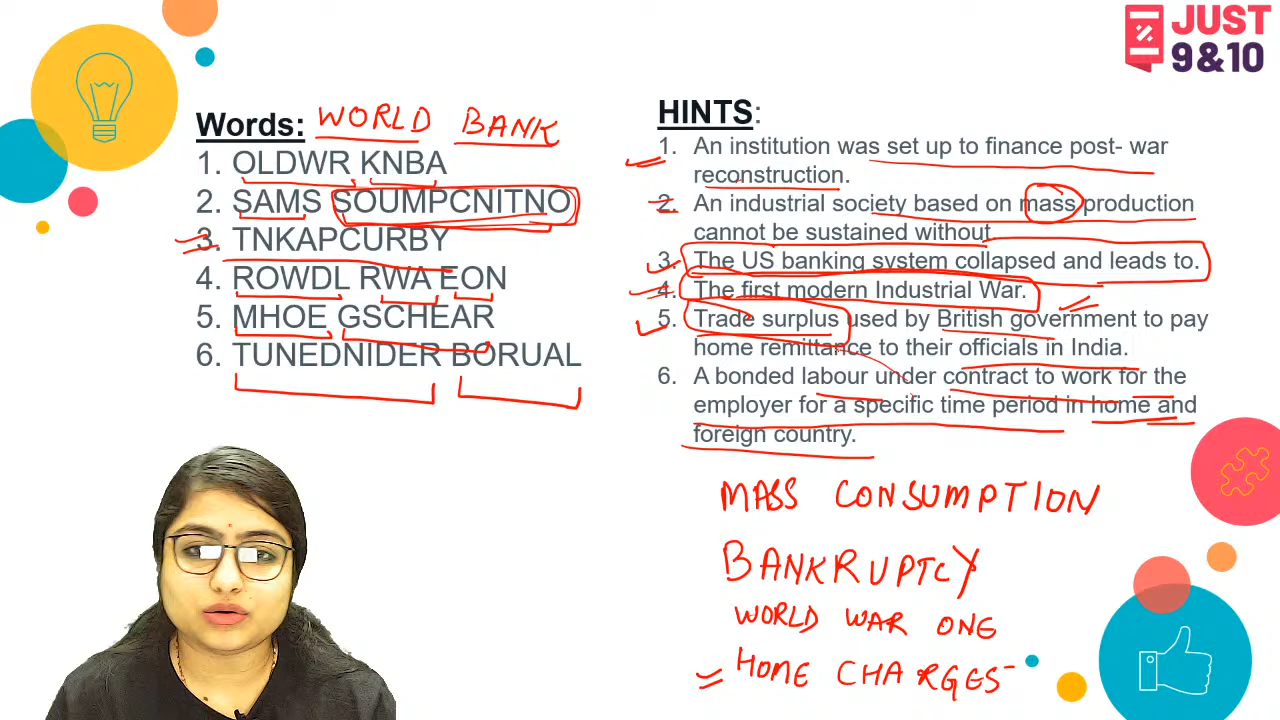 JUST
9&10
Words: WORLD BANK
1. OLDWR KNBA
2. SAMS SOUMPCNITNO
3. TNKAPCURBY
4. ROWDL RWA EON
5. MHOE GSCHEAR
6. TUNEDNIDER BORUAL
HINTS:
1. An institution was set up to finance post- war
reconstruction.
2. An industrial society based on mass production
cannot be sustained without
3. The US banking system collapsed and leads to.
4. The first modern Industrial War.
5. Trade surplus used by British government to pay
home remittance to their officials in India.
6. A bonded labour under contract to work for the
employer for a specific time period in home and
foreign country.
MASS CONSUMPTION
BANKRUPTCY
WORLD WAR ONE
HOME CHARGES